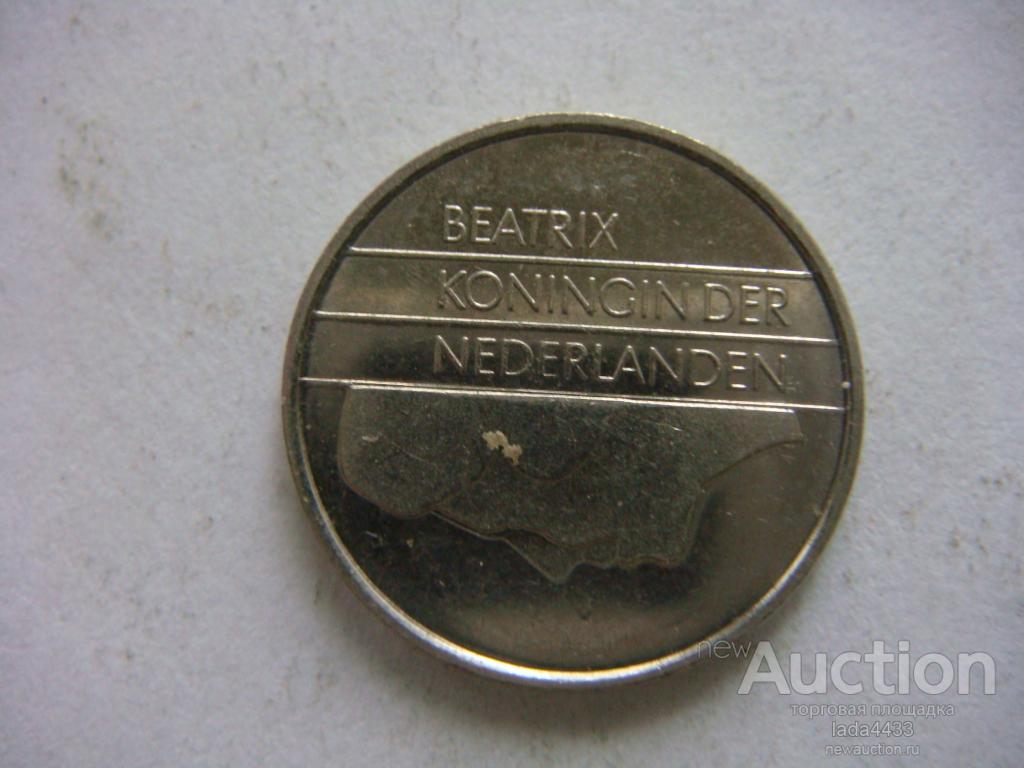 BEATRIX
KONINGIN DER
NEDERLANDEN
newAuction
торговая площадка
lada4433
newauction.ru